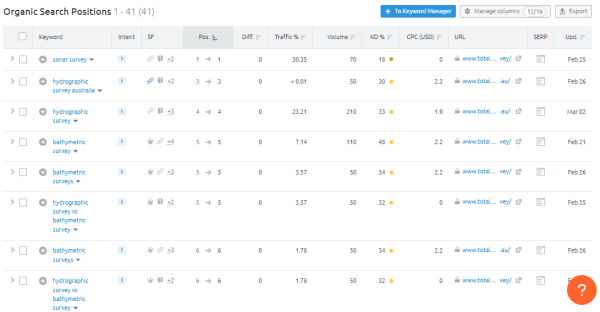 Organic Search Positions 1 - 41 (41)
+ To Keyword Manager
Manage columns 12/16
Export
Keyword Intent SF Pos. Diff. Traffic % Volume KD % CPC (USD) URL SERP Upd.
sonar survey I +2 1 → 1 0 30.35 70 18 0 www.total... vey/ Feb 25
hydrographic I +2 3 → 3 0 < 0.01 50 30 2.3 www.total... .au/ Feb 26
survey australia
hydrographic I +3 4 → 4 0 23.21 210 33 1.9 www.total... vey/ Mar 02
survey
bathymetric I +4 5 → 5 0 7.14 110 48 2.2 www.total... vey/ Feb 21
survey
bathymetric I +3 5 → 5 0 3.57 50 34 2.2 www.total... vey/ Feb 26
surveys
hydrographic I +2 5 → 5 0 3.57 50 32 0 www.total... vey/ Feb 25
survey vs
bathymetric
survey
bathymetric I +3 6 → 6 0 1.78 50 34 2.2 www.total... .au/ Feb 26
surveys
hydrographic I +2 6 → 6 0 1.78 50 32 0 www.total... vey/
survey vs
bathymetric
survey
?